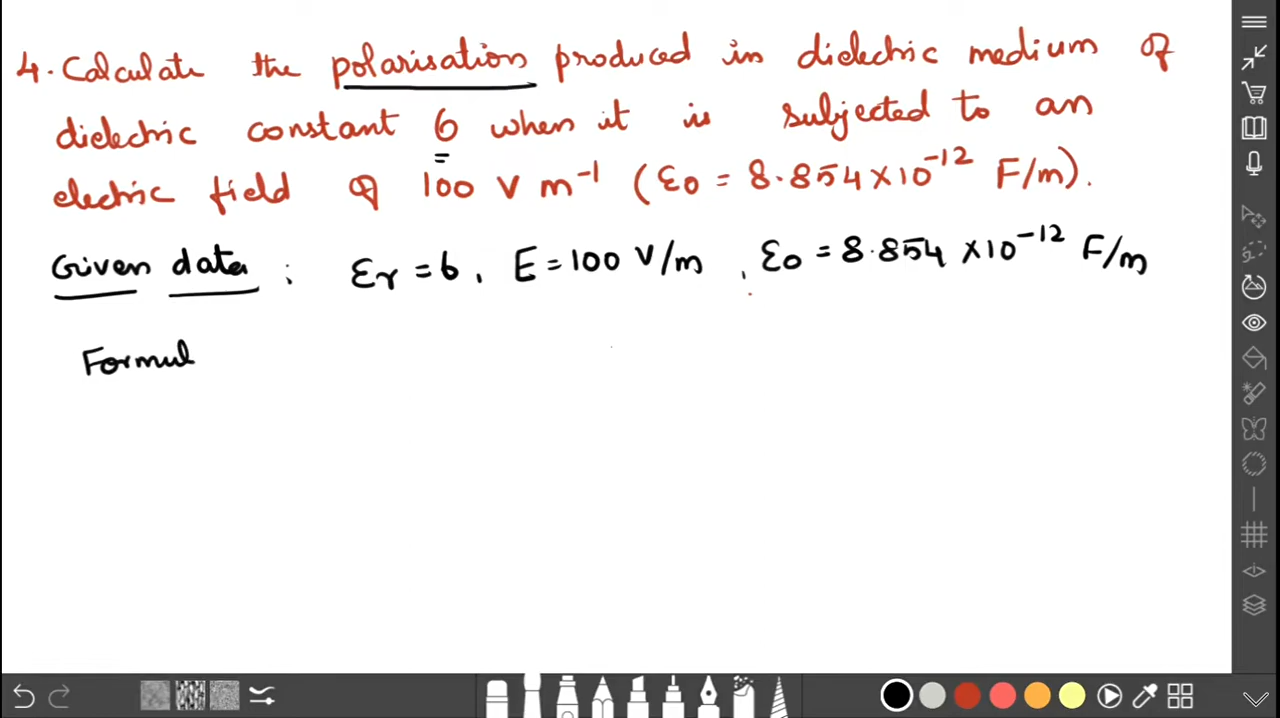 4. Calculate the polarisation produced in dielectric medium of
dielectric constant 6 when it is subjected to an
electric field of 100 V m⁻¹ (ε₀ = 8.854×10⁻¹² F/m).
Given data : εr = 6, E = 100 V/m, ε₀ = 8.854 ×10⁻¹² F/m
Formul